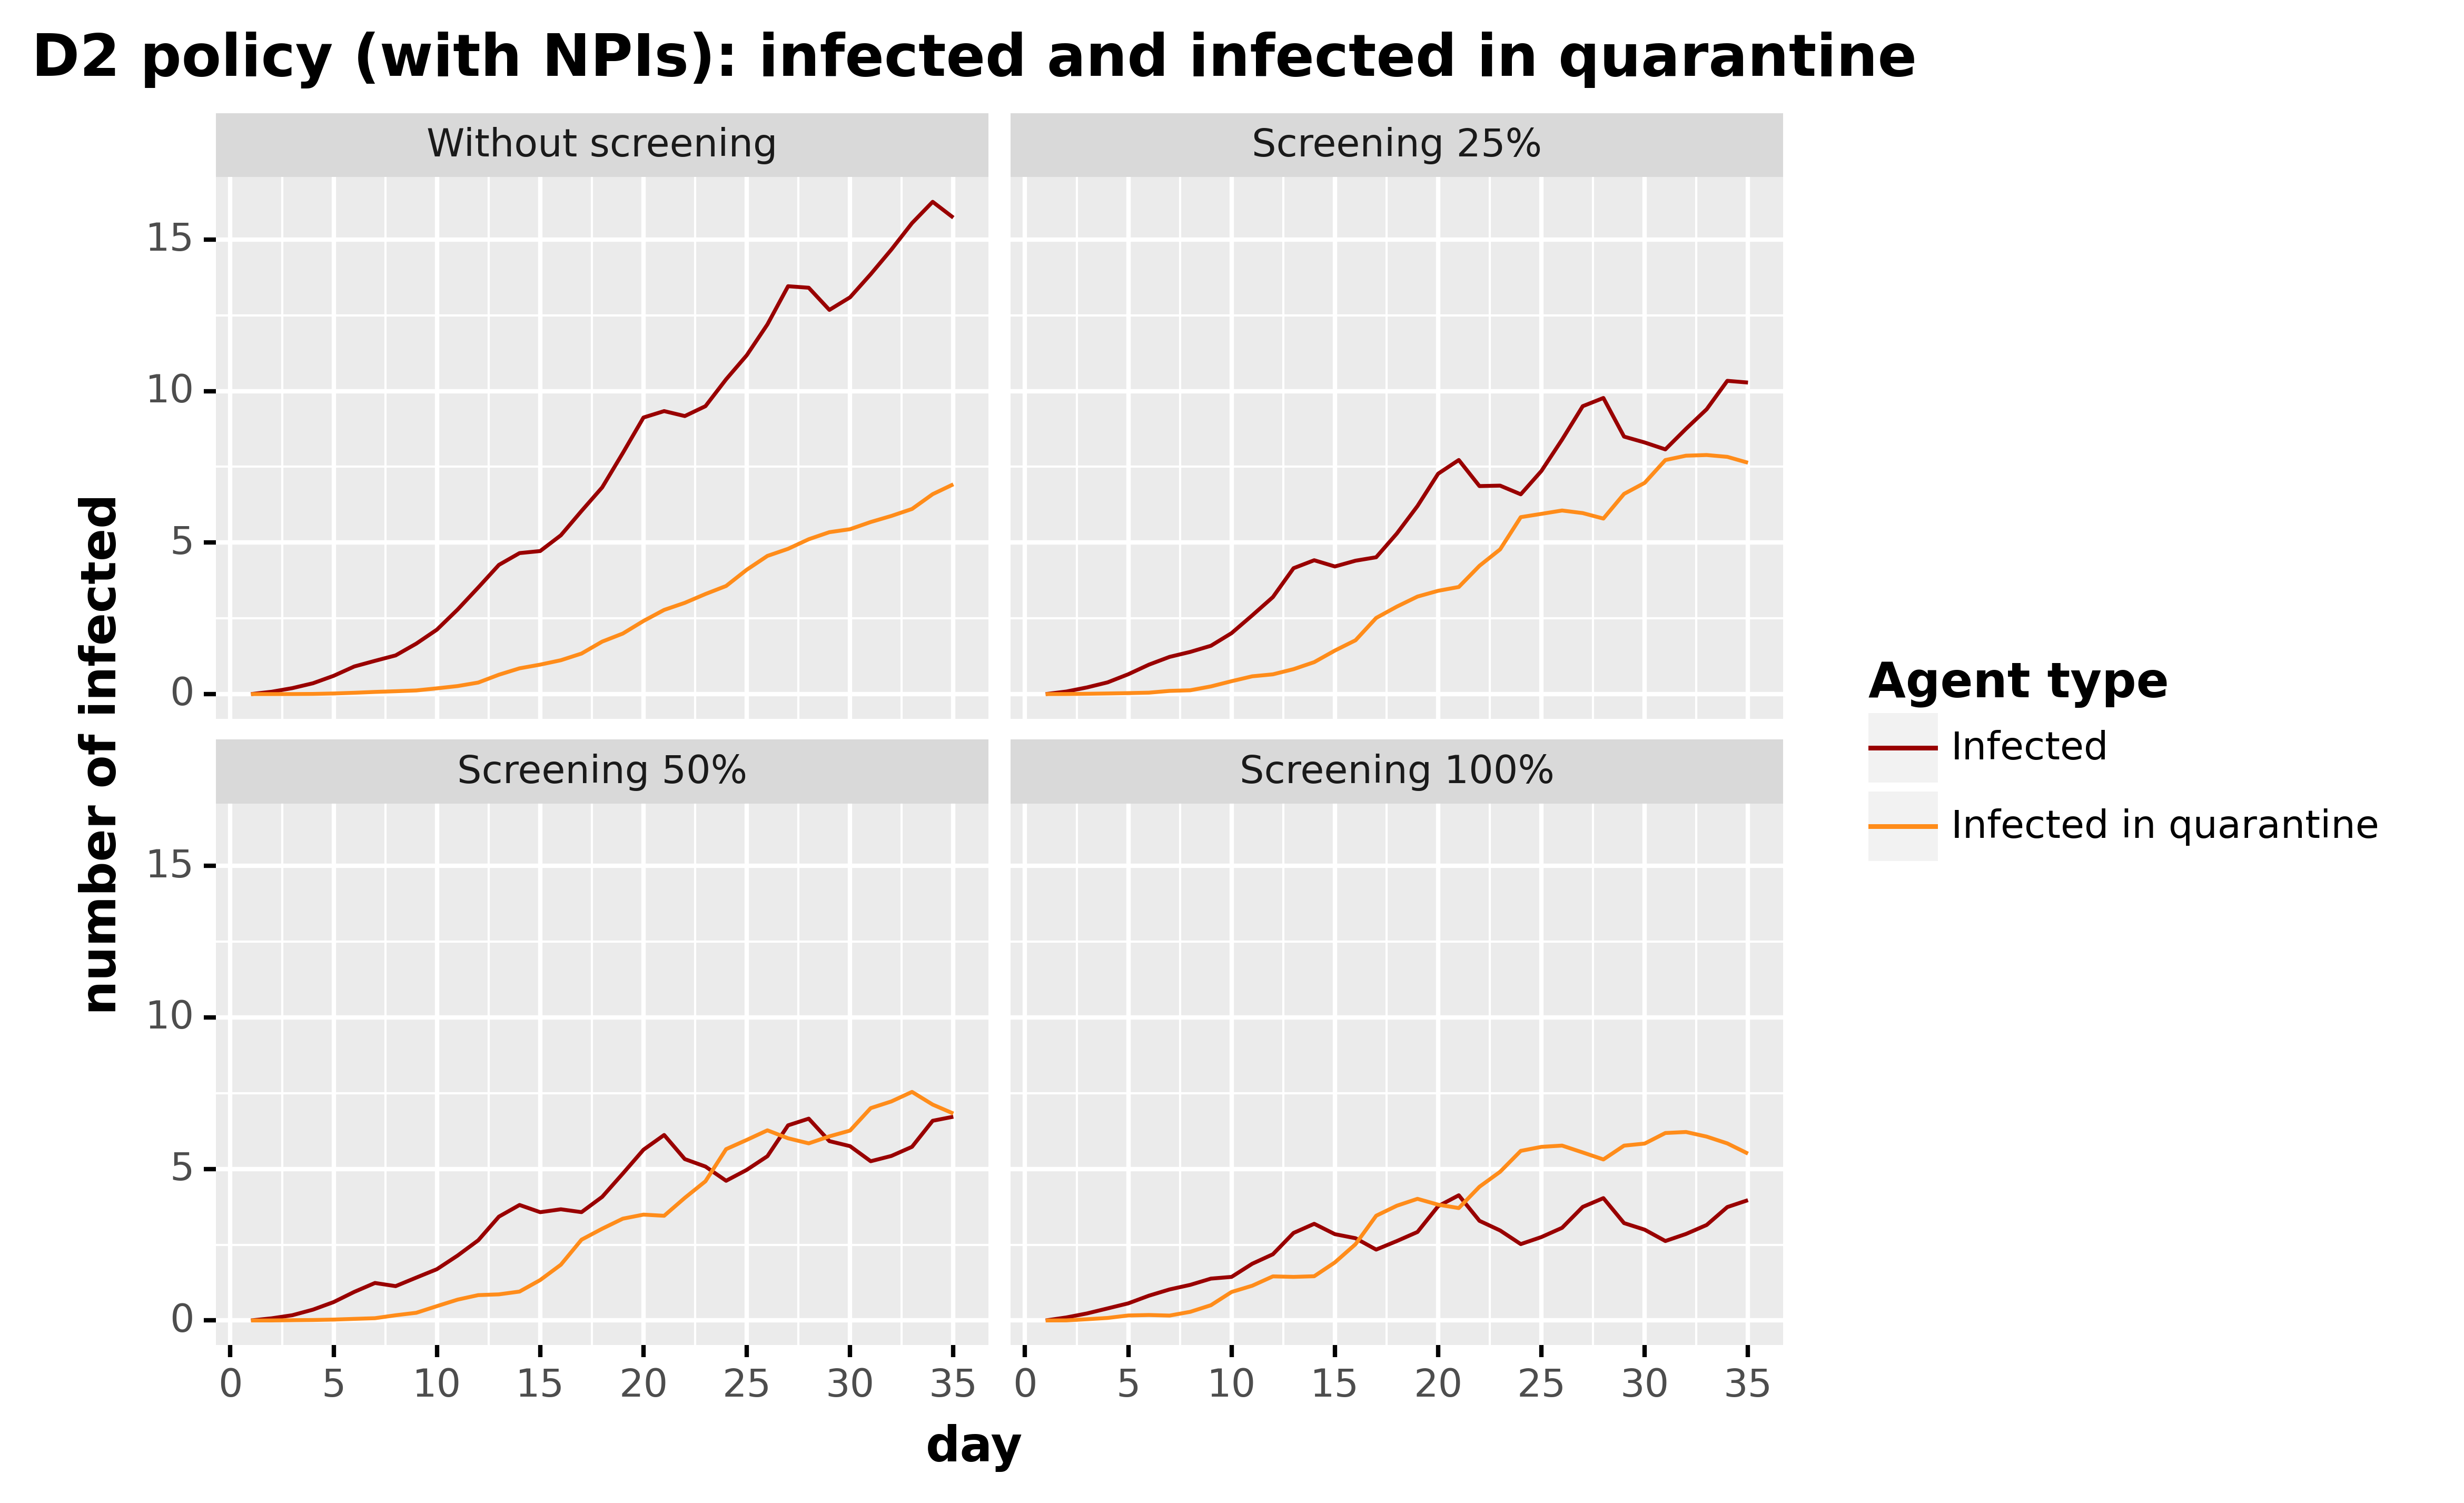 D2 policy (with NPIs): infected and infected in quarantine
Without screening
Screening 25%
15
10
5
0
Screening 50%
Screening 100%
15
10
5
0
0 5 10 15 20 25 30 35
0 5 10 15 20 25 30 35
number of infected
day
Agent type
Infected
Infected in quarantine